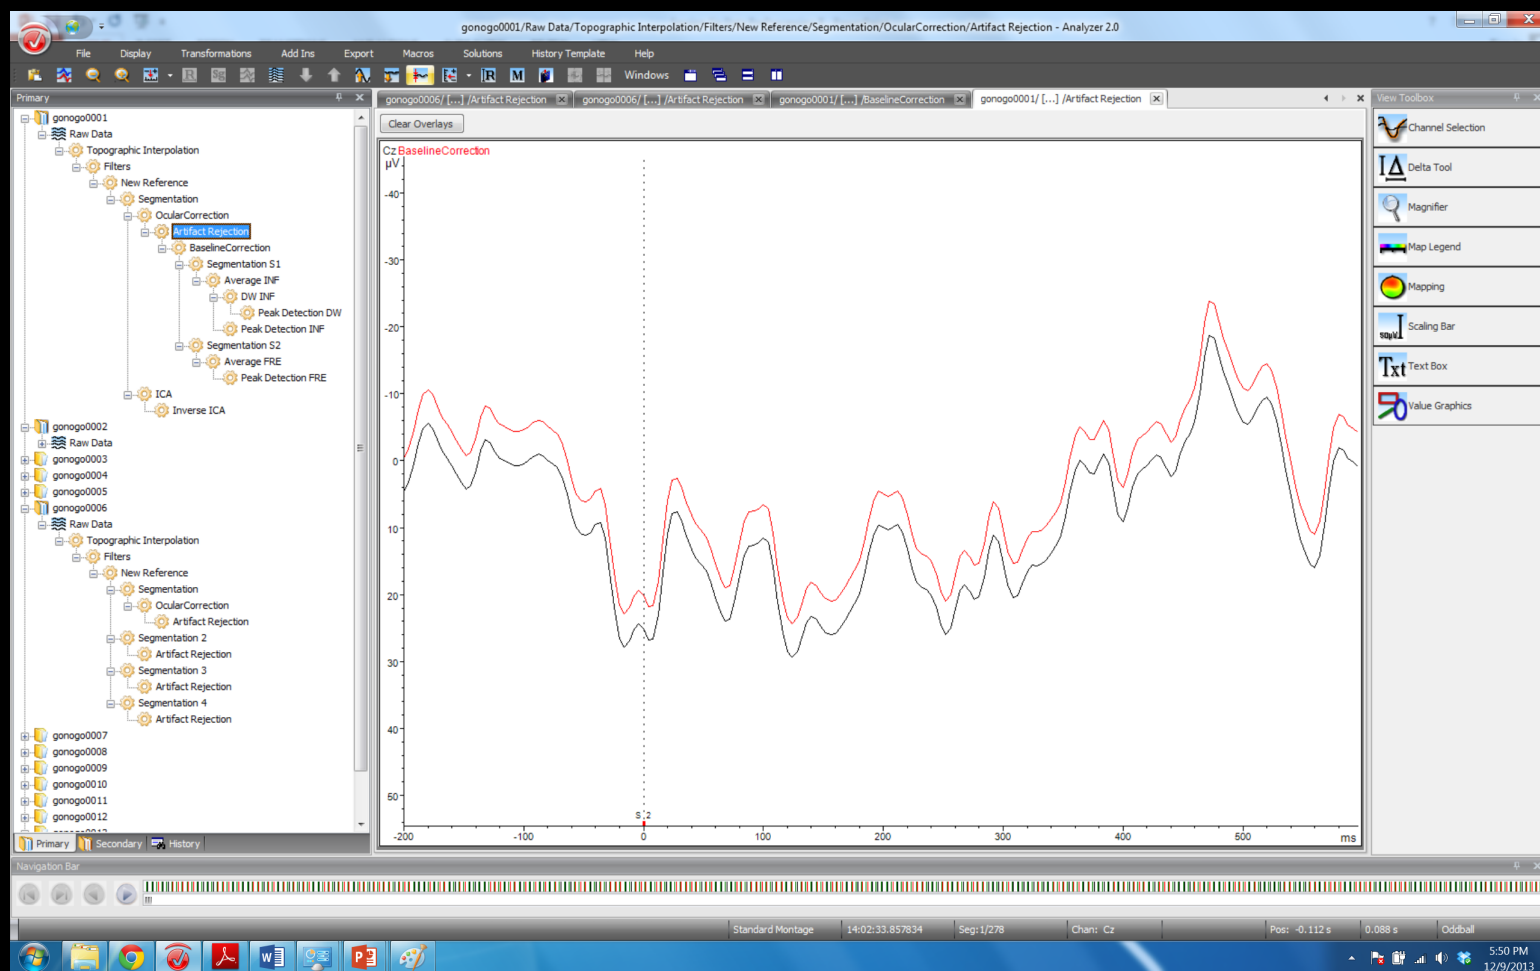 gonogo0001/Raw Data/Topographic Interpolation/Filters/New Reference/Segmentation/OcularCorrection/Artifact Rejection - Analyzer 2.0
File Display Transformations Add Ins Export Macros Solutions History Template Help
Windows
Primary
gonogo0001
Raw Data
Topographic Interpolation
Filters
New Reference
Segmentation
OcularCorrection
Artifact Rejection
BaselineCorrection
Segmentation S1
Average INF
DW INF
Peak Detection DW
Peak Detection INF
Segmentation S2
Average FRE
Peak Detection FRE
ICA
Inverse ICA
gonogo0002
Raw Data
gonogo0003
gonogo0004
gonogo0005
gonogo0006
Raw Data
Topographic Interpolation
Filters
New Reference
Segmentation
OcularCorrection
Artifact Rejection
Segmentation 2
Artifact Rejection
Segmentation 3
Artifact Rejection
Segmentation 4
Artifact Rejection
gonogo0007
gonogo0008
gonogo0009
gonogo0010
gonogo0011
gonogo0012
Primary Secondary History
gonogo0006/ [...] /Artifact Rejection gonogo0006/ [...] /Artifact Rejection gonogo0001/ [...] /BaselineCorrection gonogo0001/ [...] /Artifact Rejection
Clear Overlays
Cz BaselineCorrection
µV
-40
-30
-20
-10
0
10
20
30
40
50
S 2
-200 -100 0 100 200 300 400 500 ms
View Toolbox
Channel Selection
Delta Tool
Magnifier
Map Legend
Mapping
50µV Scaling Bar
Txt Text Box
Value Graphics
Navigation Bar
Standard Montage 14:02:33.857834 Seg:1/278 Chan: Cz Pos: -0.112 s 0.088 s Oddball
5:50 PM
12/9/2013